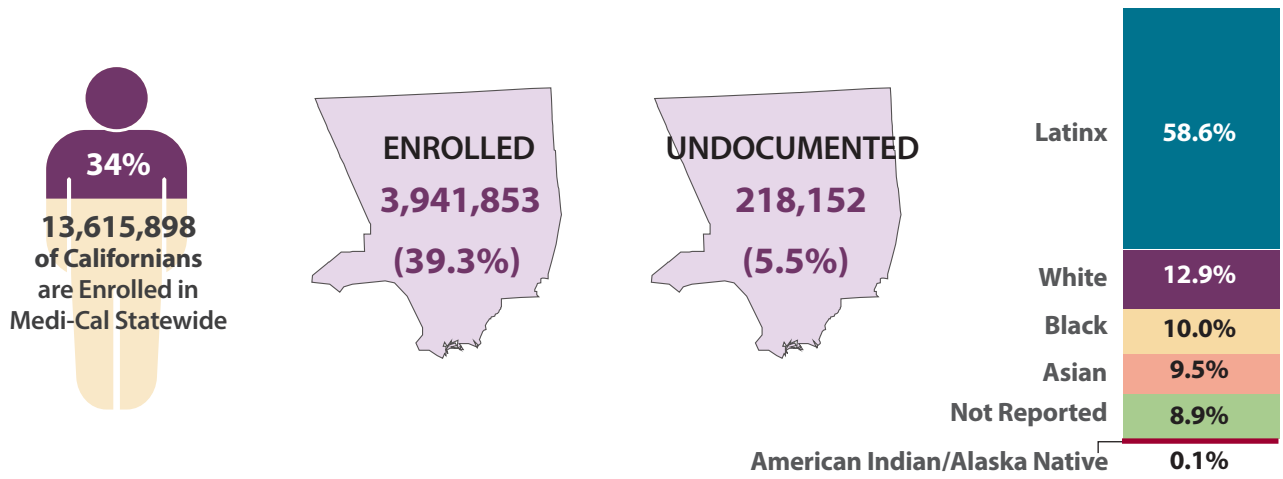 34%
13,615,898
of Californians
are Enrolled in
Medi-Cal Statewide
ENROLLED
3,941,853
(39.3%)
UNDOCUMENTED
218,152
(5.5%)
Latinx 58.6%
White 12.9%
Black 10.0%
Asian 9.5%
Not Reported 8.9%
American Indian/Alaska Native 0.1%